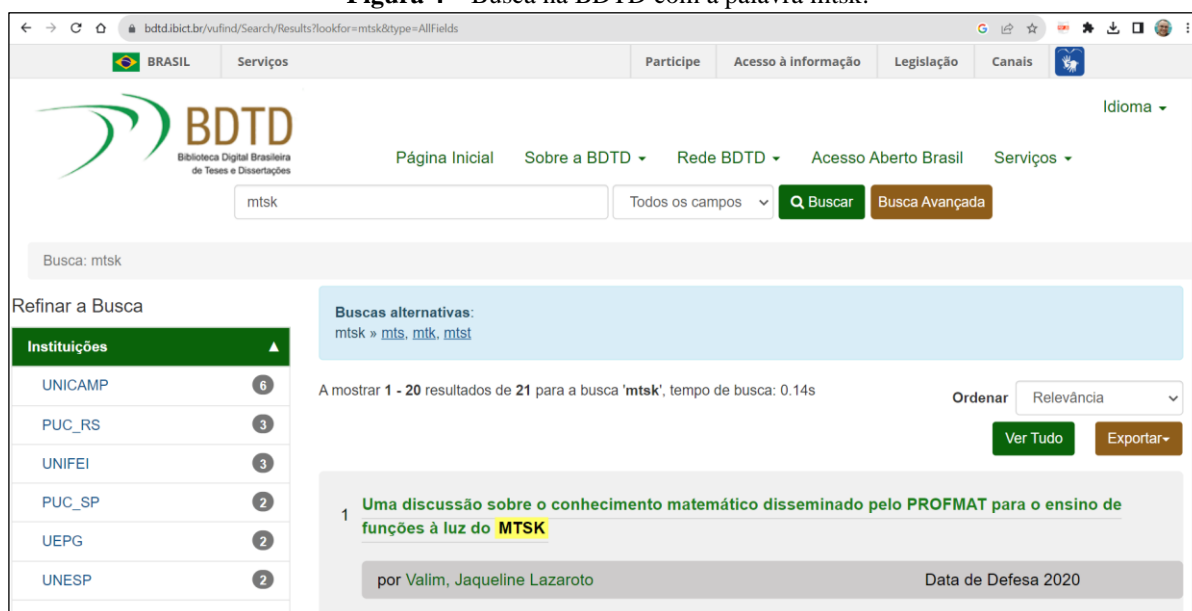 Figura 4 – Busca na BDTD com a palavra mtsk.
bdtd.ibict.br/vufind/Search/Results?lookfor=mtsk&type=AllFields
BRASIL Serviços Participe Acesso à informação Legislação Canais
BDTD
Biblioteca Digital Brasileira
de Teses e Dissertações
Idioma
Página Inicial Sobre a BDTD Rede BDTD Acesso Aberto Brasil Serviços
mtsk Todos os campos Buscar Busca Avançada
Busca: mtsk
Refinar a Busca
Instituições
UNICAMP 6
PUC_RS 3
UNIFEI 3
PUC_SP 2
UEPG 2
UNESP 2
Buscas alternativas:
mtsk » mts, mtk, mtst
A mostrar 1 - 20 resultados de 21 para a busca 'mtsk', tempo de busca: 0.14s
Ordenar Relevância
Ver Tudo Exportar
1 Uma discussão sobre o conhecimento matemático disseminado pelo PROFMAT para o ensino de
funções à luz do MTSK
por Valim, Jaqueline Lazaroto Data de Defesa 2020